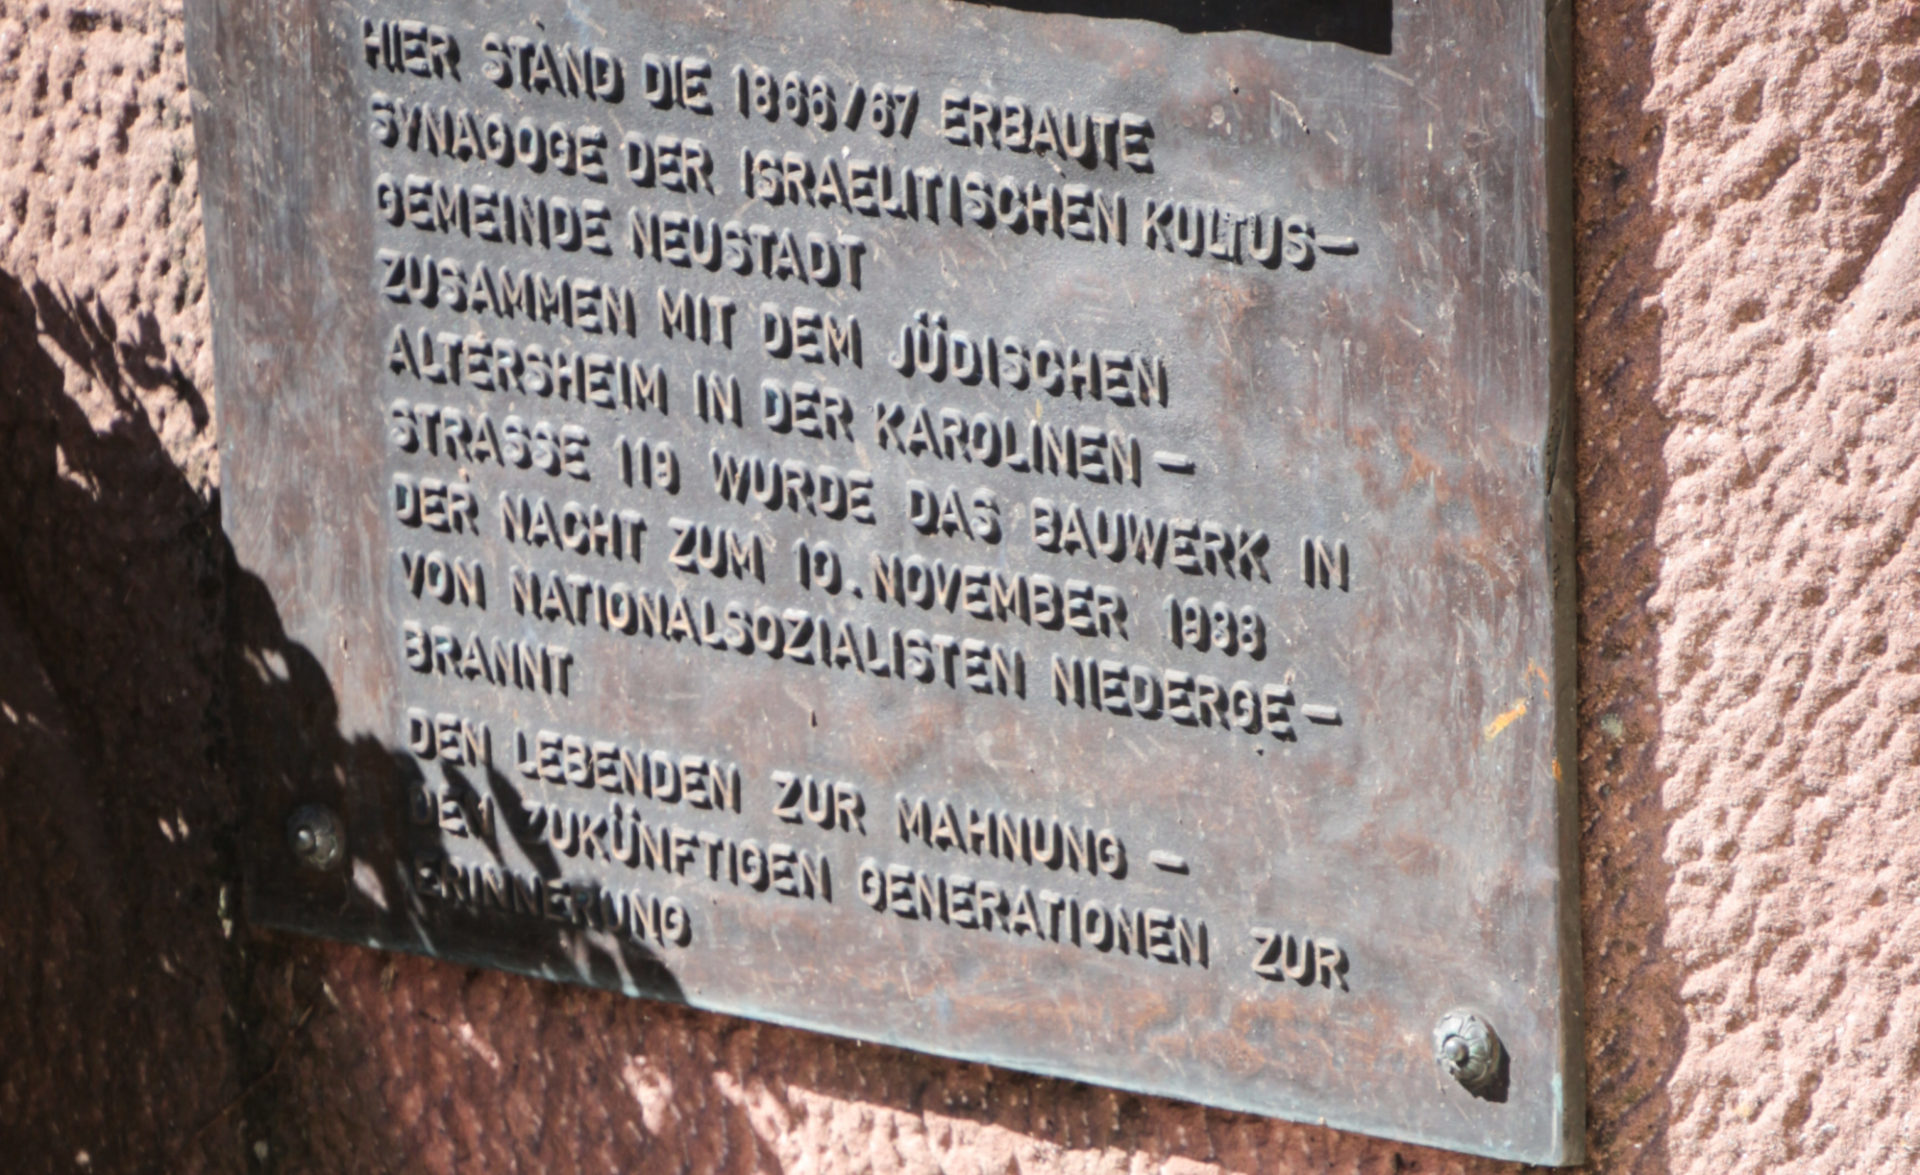 HIER STAND DIE 1866/67 ERBAUTE
SYNAGOGE DER ISRAELITISCHEN KULTUS-
GEMEINDE NEUSTADT
ZUSAMMEN MIT DEM JÜDISCHEN
ALTERSHEIM IN DER KAROLINEN-
STRASSE 119 WURDE DAS BAUWERK IN
DER NACHT ZUM 10. NOVEMBER 1938
VON NATIONALSOZIALISTEN NIEDERGE-
BRANNT
DEN LEBENDEN ZUR MAHNUNG -
DEN ZUKÜNFTIGEN GENERATIONEN ZUR
ERINNERUNG